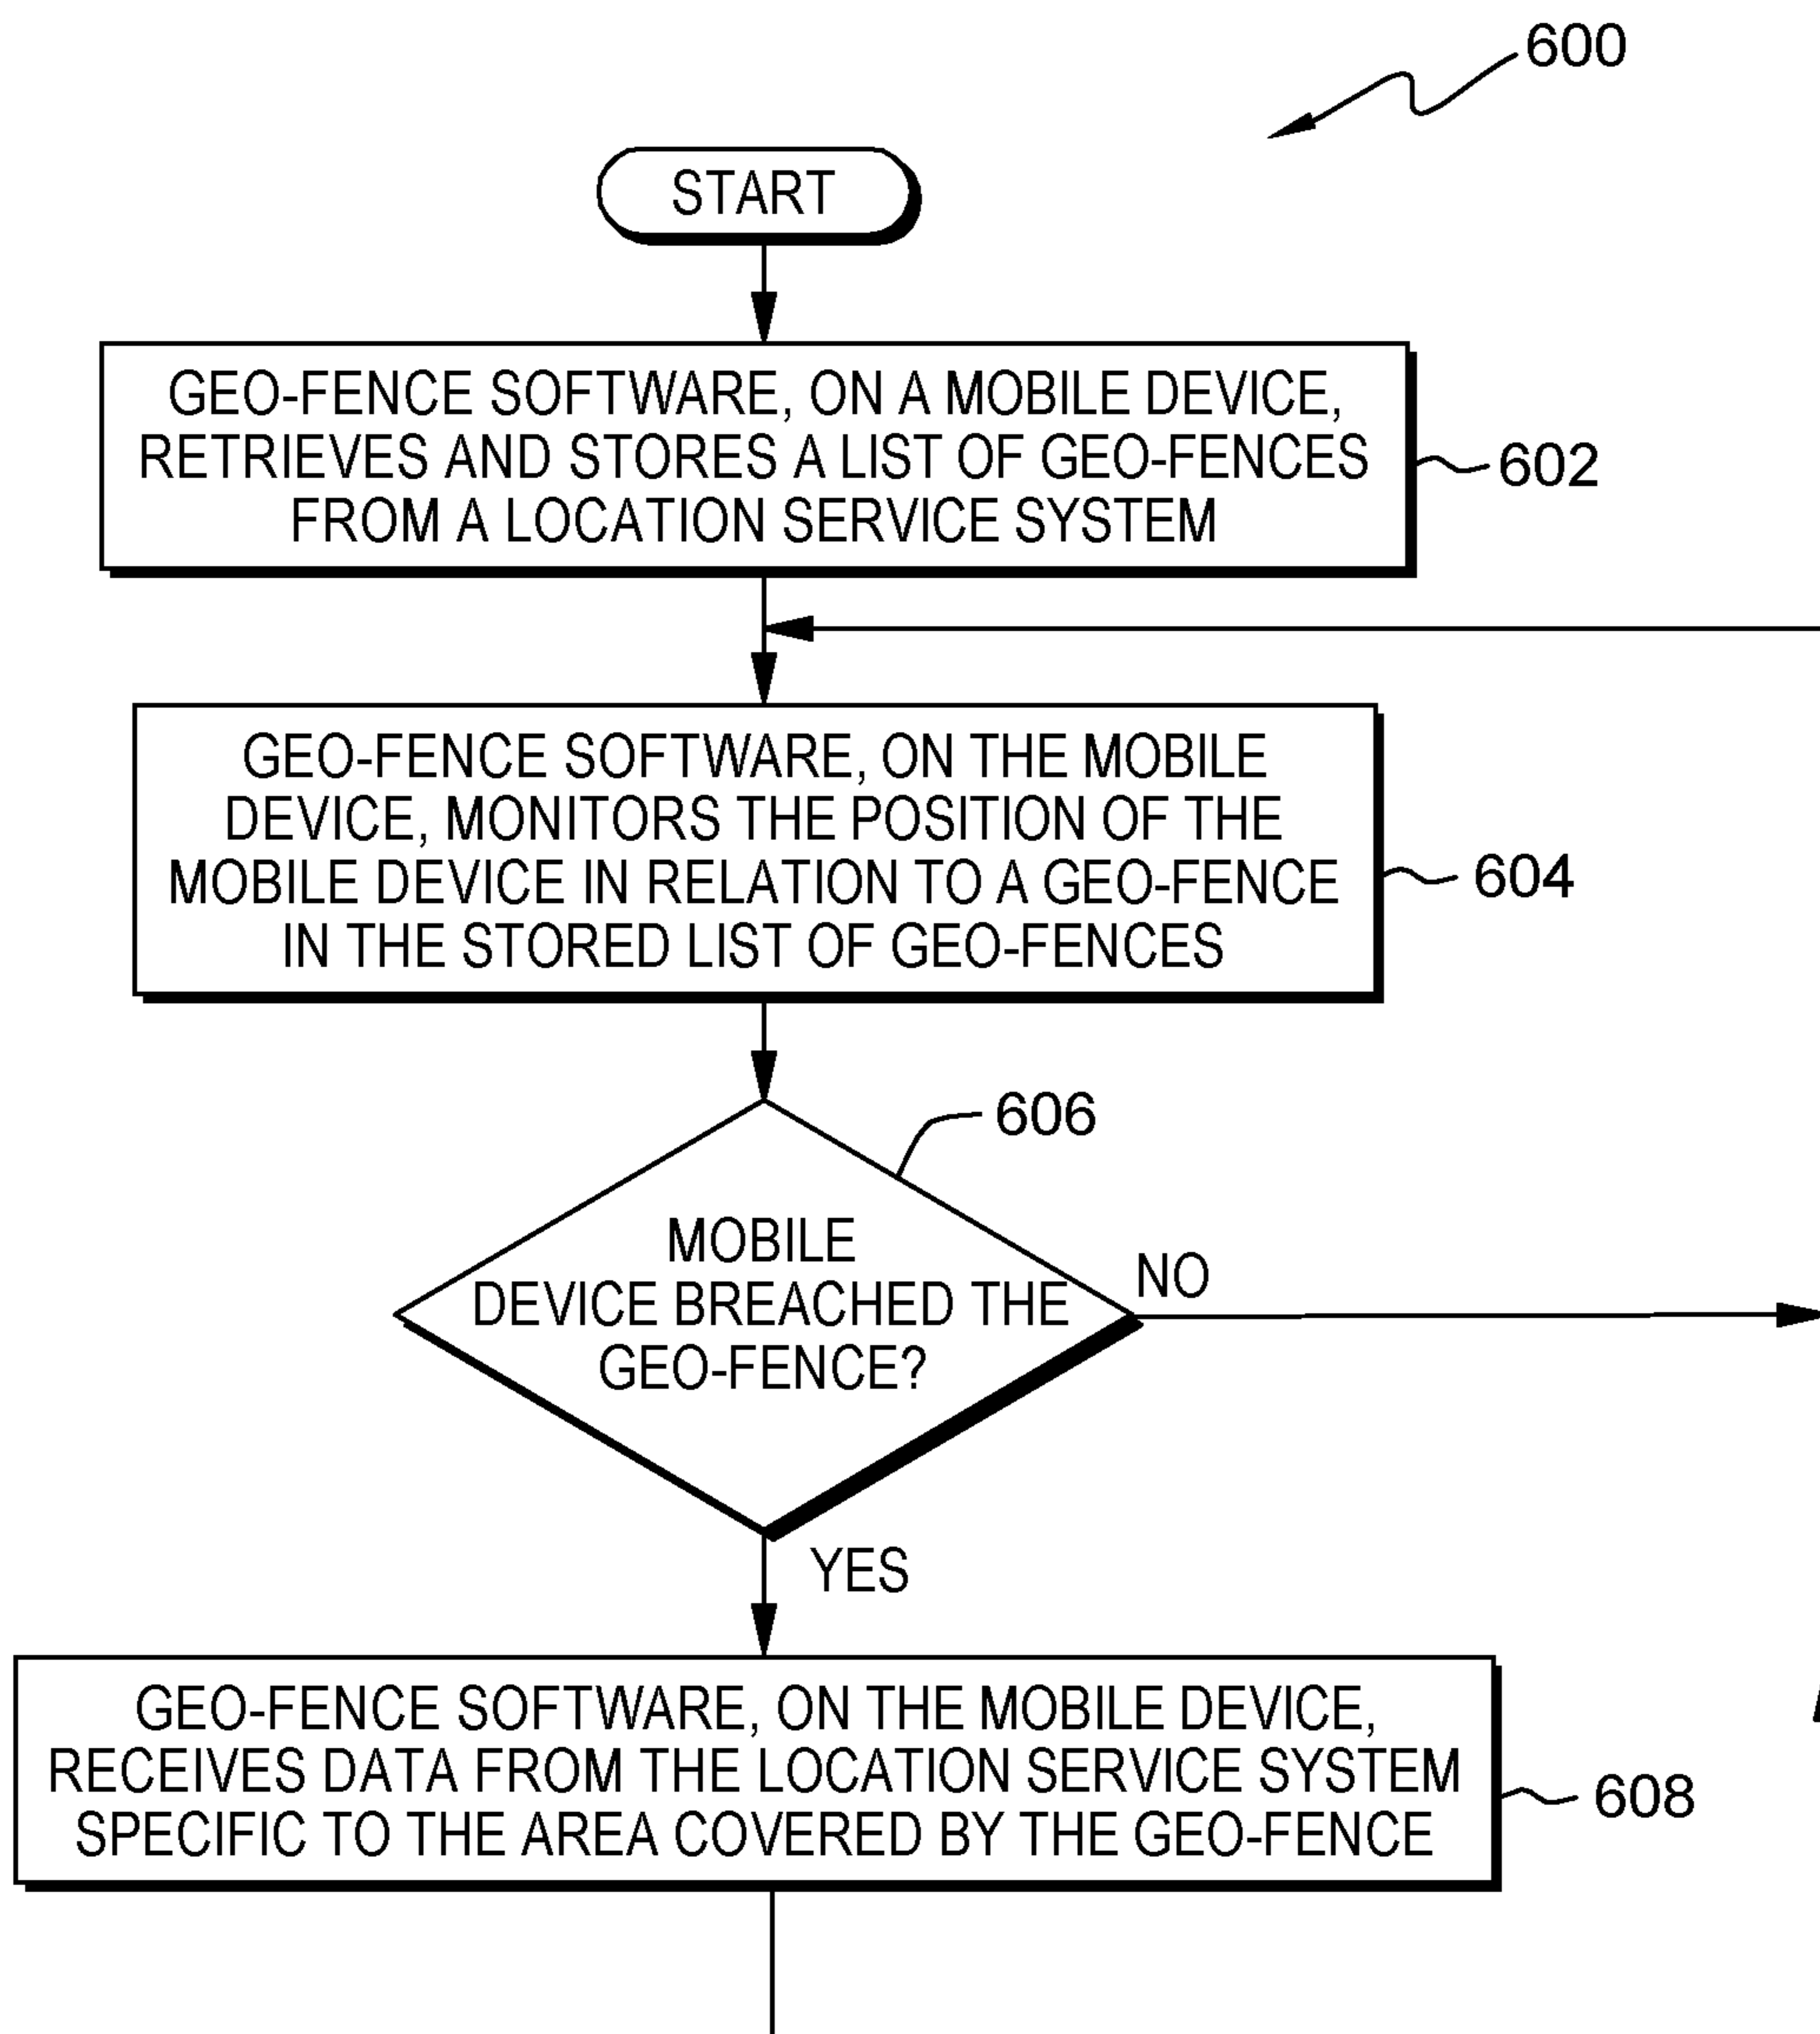 600
START
GEO-FENCE SOFTWARE, ON A MOBILE DEVICE,
RETRIEVES AND STORES A LIST OF GEO-FENCES
FROM A LOCATION SERVICE SYSTEM
602
GEO-FENCE SOFTWARE, ON THE MOBILE
DEVICE, MONITORS THE POSITION OF THE
MOBILE DEVICE IN RELATION TO A GEO-FENCE
IN THE STORED LIST OF GEO-FENCES
604
606
MOBILE
DEVICE BREACHED THE
GEO-FENCE?
NO
YES
GEO-FENCE SOFTWARE, ON THE MOBILE DEVICE,
RECEIVES DATA FROM THE LOCATION SERVICE SYSTEM
SPECIFIC TO THE AREA COVERED BY THE GEO-FENCE
608